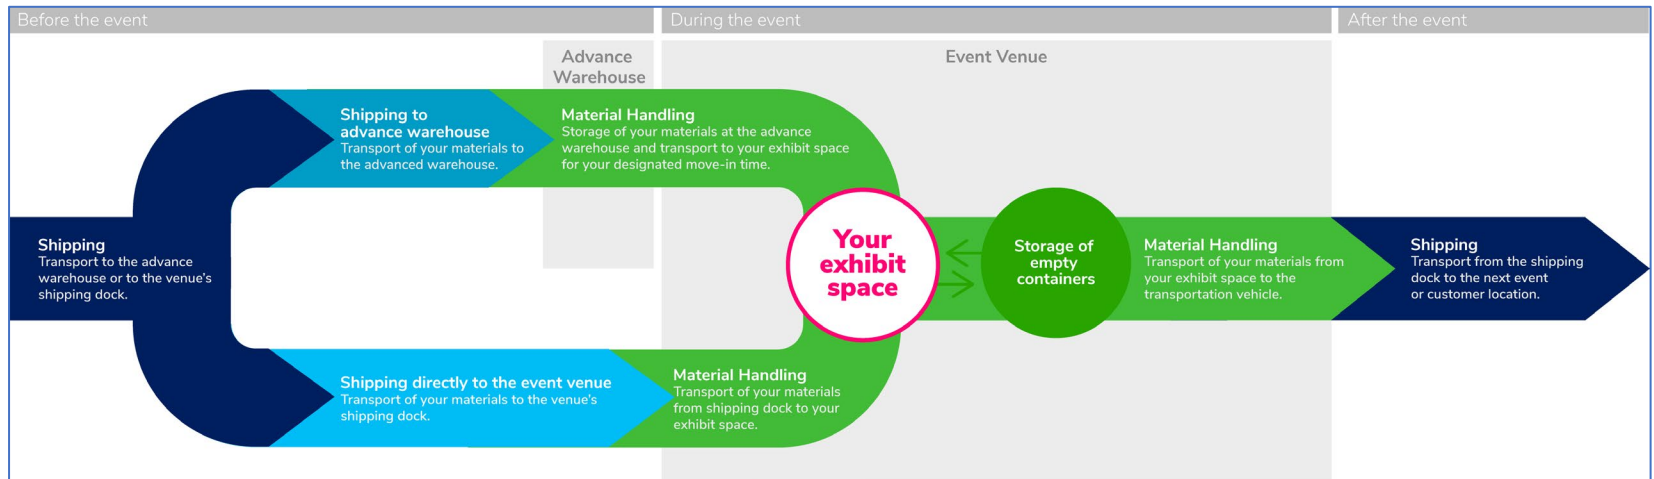 Before the event
During the event
After the event
Advance
Warehouse
Event Venue
Shipping
Transport to the advance
warehouse or to the venue's
shipping dock.
Shipping to
advance warehouse
Transport of your materials to
the advanced warehouse.
Material Handling
Storage of your materials at the advance
warehouse and transport to your exhibit space
for your designated move-in time.
Shipping directly to the event venue
Transport of your materials to the venue's
shipping dock.
Material Handling
Transport of your materials
from shipping dock to your
exhibit space.
Your
exhibit
space
Storage of
empty
containers
Material Handling
Transport of your materials from
your exhibit space to the
transportation vehicle.
Shipping
Transport from the shipping
dock to the next event
or customer location.